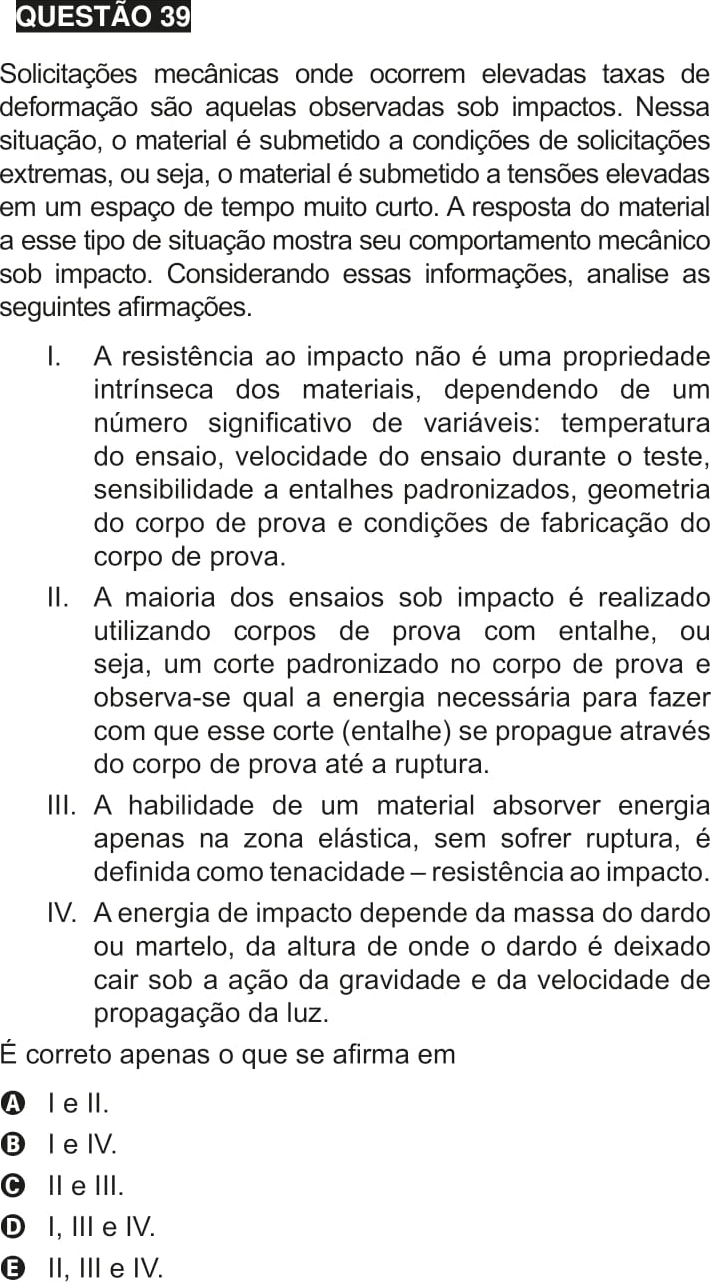 QUESTÃO 39
Solicitações mecânicas onde ocorrem elevadas taxas de
deformação são aquelas observadas sob impactos. Nessa
situação, o material é submetido a condições de solicitações
extremas, ou seja, o material é submetido a tensões elevadas
em um espaço de tempo muito curto. A resposta do material
a esse tipo de situação mostra seu comportamento mecânico
sob impacto. Considerando essas informações, analise as
seguintes afirmações.
I. A resistência ao impacto não é uma propriedade
intrínseca dos materiais, dependendo de um
número significativo de variáveis: temperatura
do ensaio, velocidade do ensaio durante o teste,
sensibilidade a entalhes padronizados, geometria
do corpo de prova e condições de fabricação do
corpo de prova.
II. A maioria dos ensaios sob impacto é realizado
utilizando corpos de prova com entalhe, ou
seja, um corte padronizado no corpo de prova e
observa-se qual a energia necessária para fazer
com que esse corte (entalhe) se propague através
do corpo de prova até a ruptura.
III. A habilidade de um material absorver energia
apenas na zona elástica, sem sofrer ruptura, é
definida como tenacidade – resistência ao impacto.
IV. A energia de impacto depende da massa do dardo
ou martelo, da altura de onde o dardo é deixado
cair sob a ação da gravidade e da velocidade de
propagação da luz.
É correto apenas o que se afirma em
A I e II.
B I e IV.
C II e III.
D I, III e IV.
E II, III e IV.